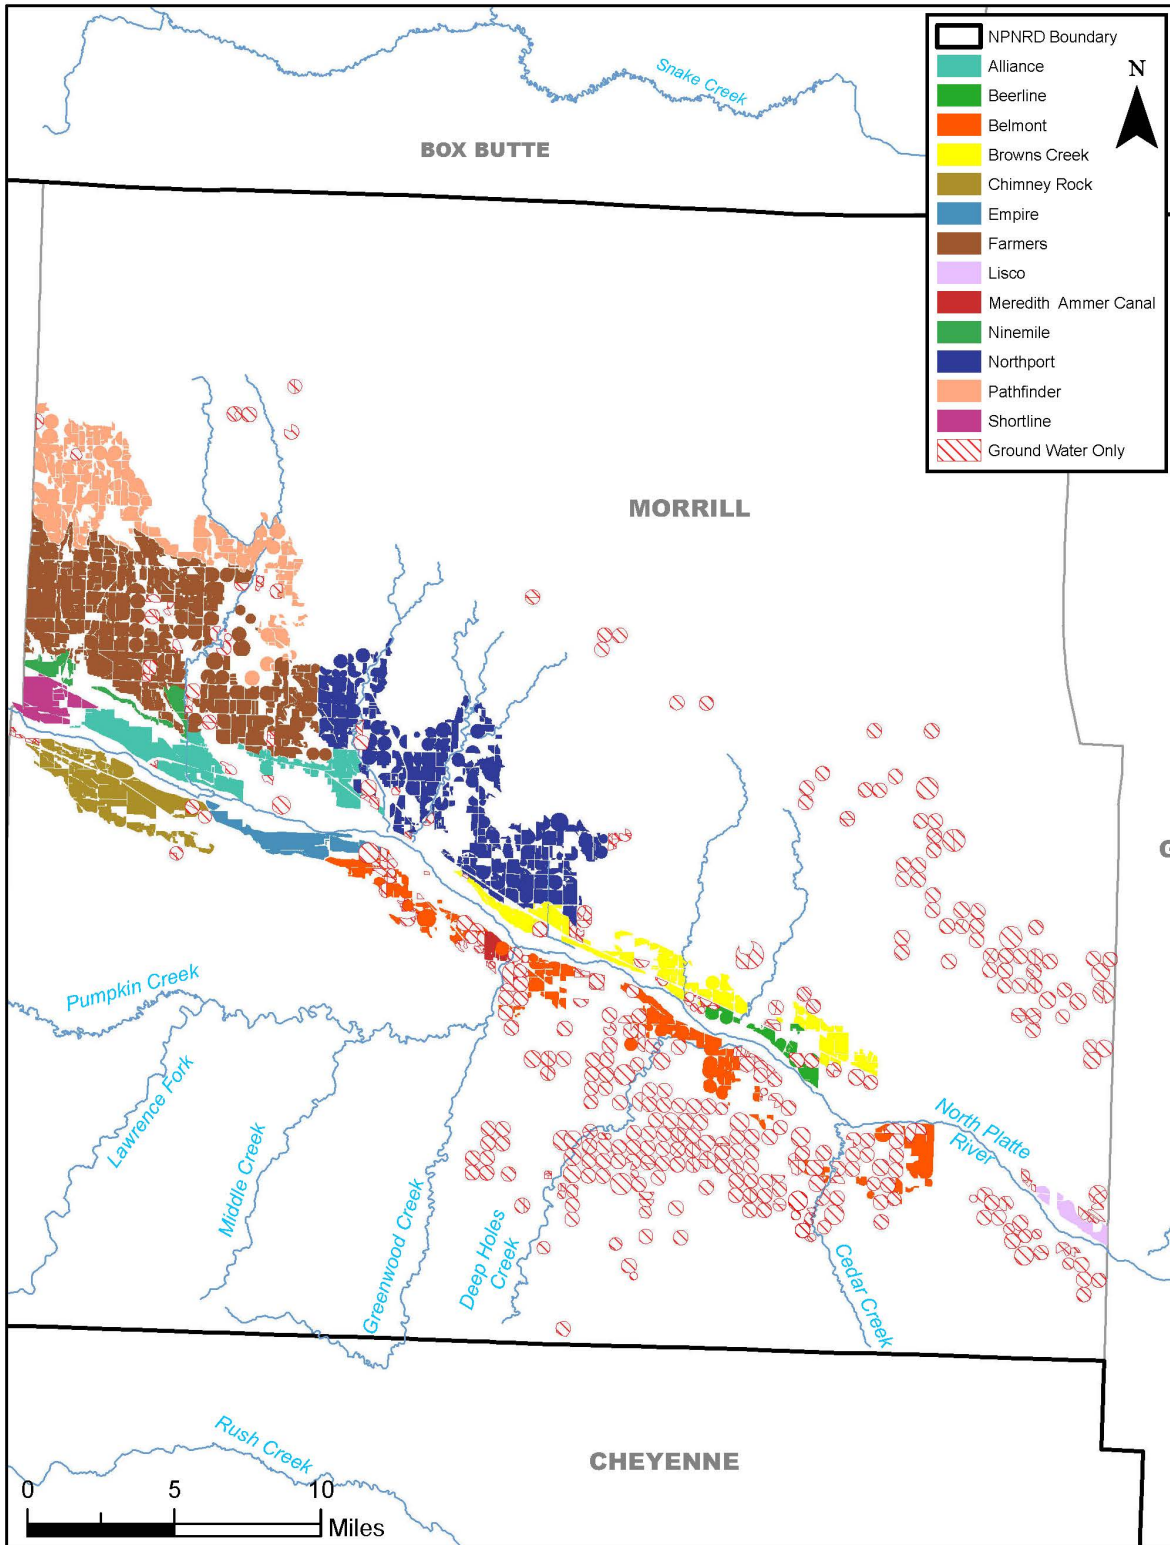 NPNRD Boundary
Alliance
Beerline
Belmont
Browns Creek
Chimney Rock
Empire
Farmers
Lisco
Meredith Ammer Canal
Ninemile
Northport
Pathfinder
Shortline
Ground Water Only
N
Snake Creek
BOX BUTTE
MORRILL
G
Pumpkin Creek
Lawrence Fork
Middle Creek
Greenwood Creek
Deep Holes
Creek
Cedar Creek
North Platte
River
Rush Creek
CHEYENNE
0 5 10
Miles